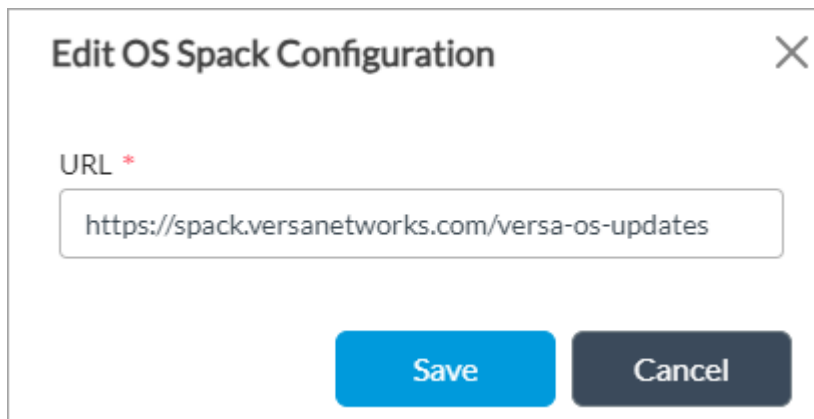 Edit OS Spack Configuration
URL *
https://spack.versanetworks.com/versa-os-updates
Save Cancel